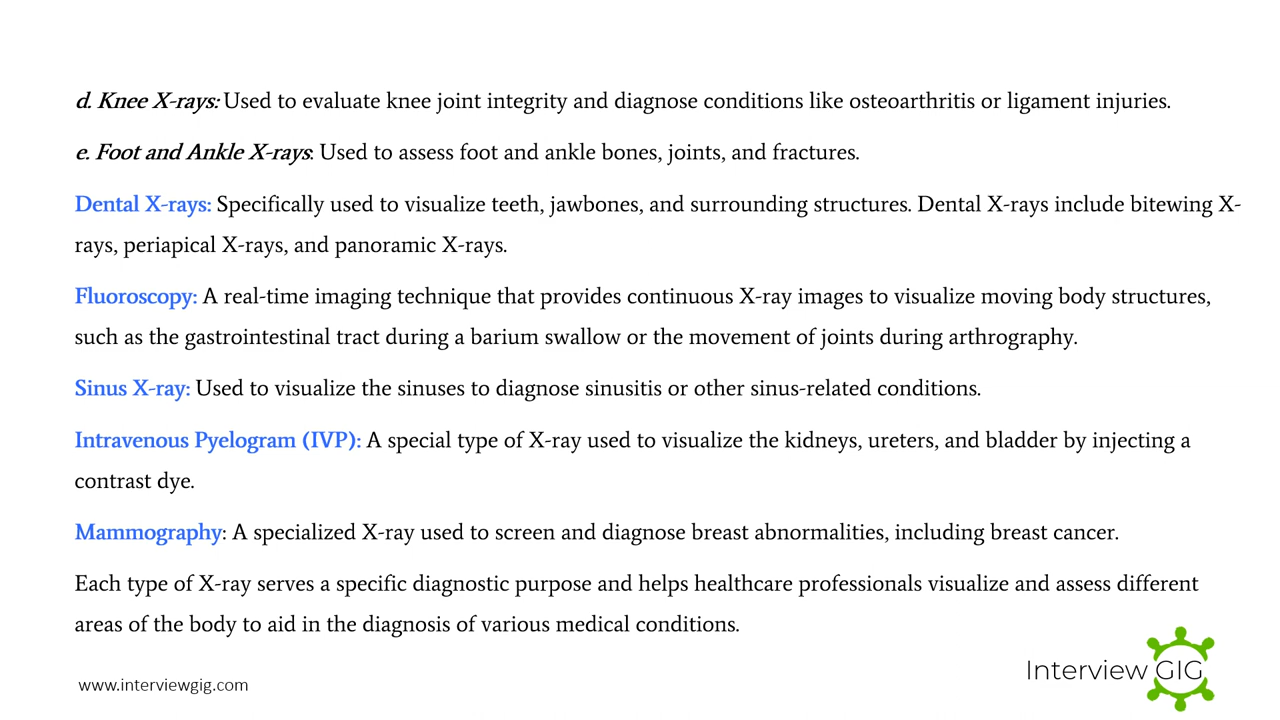 d. Knee X-rays: Used to evaluate knee joint integrity and diagnose conditions like osteoarthritis or ligament injuries.
e. Foot and Ankle X-rays: Used to assess foot and ankle bones, joints, and fractures.
Dental X-rays: Specifically used to visualize teeth, jawbones, and surrounding structures. Dental X-rays include bitewing X-
rays, periapical X-rays, and panoramic X-rays.
Fluoroscopy: A real-time imaging technique that provides continuous X-ray images to visualize moving body structures,
such as the gastrointestinal tract during a barium swallow or the movement of joints during arthrography.
Sinus X-ray: Used to visualize the sinuses to diagnose sinusitis or other sinus-related conditions.
Intravenous Pyelogram (IVP): A special type of X-ray used to visualize the kidneys, ureters, and bladder by injecting a
contrast dye.
Mammography: A specialized X-ray used to screen and diagnose breast abnormalities, including breast cancer.
Each type of X-ray serves a specific diagnostic purpose and helps healthcare professionals visualize and assess different
areas of the body to aid in the diagnosis of various medical conditions.
www.interviewgig.com
Interview GIG